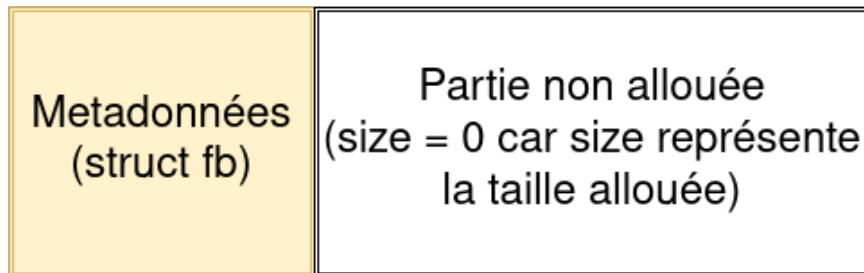 Metadonnées
(struct fb)
Partie non allouée
(size = 0 car size représente
la taille allouée)